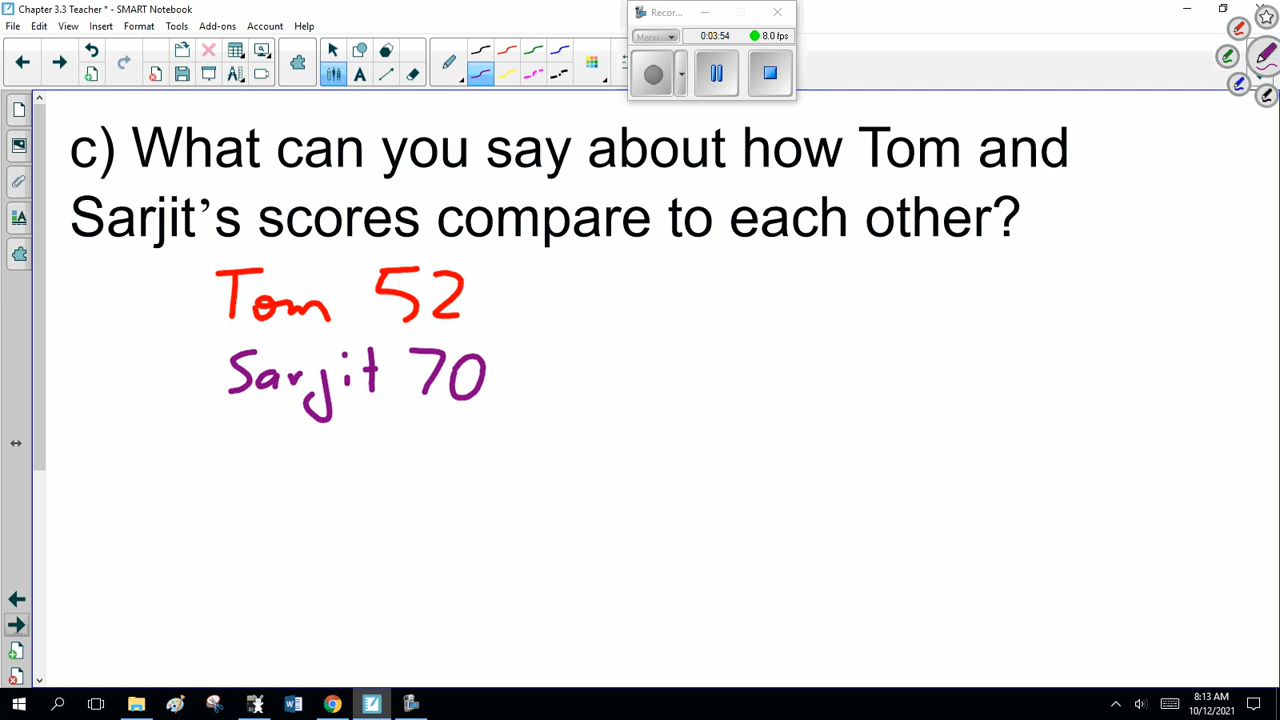 Chapter 3.3 Teacher * - SMART Notebook
File Edit View Insert Format Tools Add-ons Account Help
Recor...
Menu
0:03:54
8.0 fps
c) What can you say about how Tom and
Sarjit’s scores compare to each other?
Tom 52
Sarjit 70
8:13 AM
10/12/2021